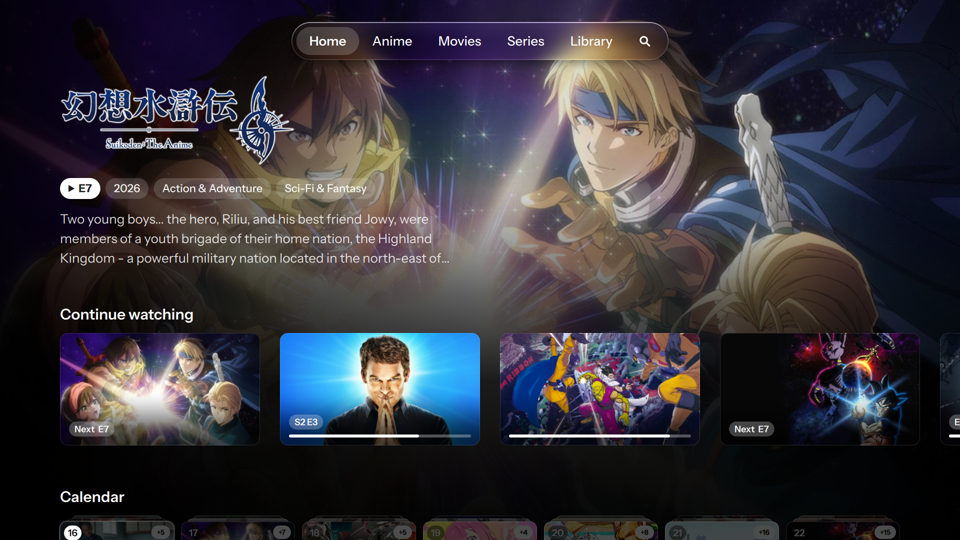 Home Anime Movies Series Library
幻想水滸伝
Suikoden: The Anime
E7 2026 Action & Adventure Sci-Fi & Fantasy
Two young boys... the hero, Riliu, and his best friend Jowy, were
members of a youth brigade of their home nation, the Highland
Kingdom - a powerful military nation located in the north-east of...
Continue watching
Next E7
S2 E3
Next E7
Calendar
16 +5 17 +7 18 +5 19 +4 20 +8 21 +16 22 +15